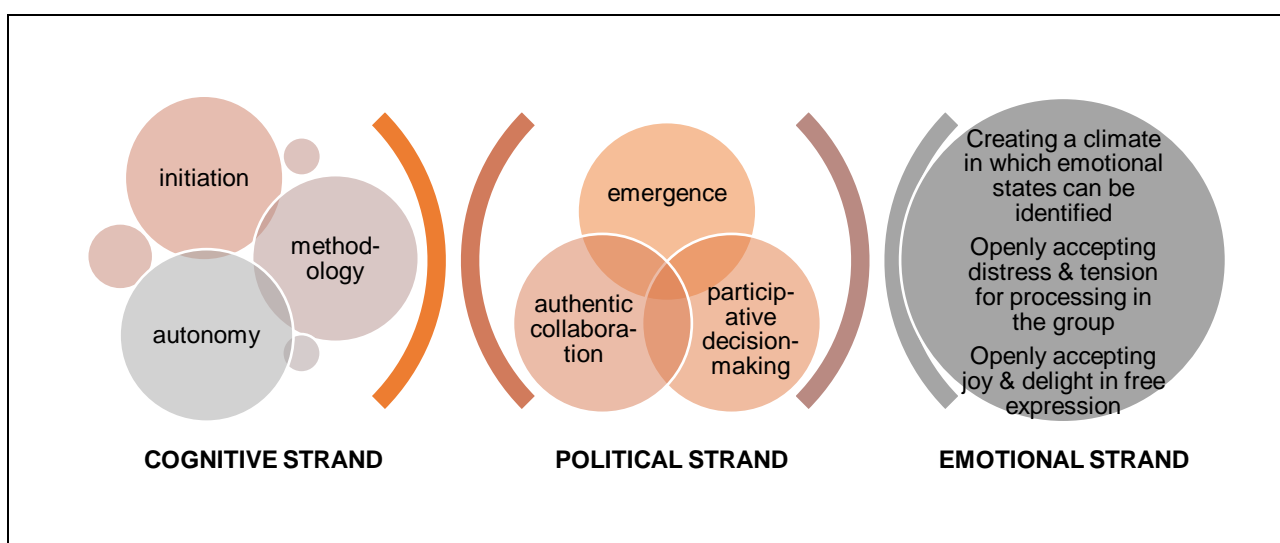 initiation
method-
ology
autonomy
emergence
authentic
collabora-
tion
particip-
ative
decision-
making
Creating a climate
in which emotional
states can be
identified
Openly accepting
distress & tension
for processing in
the group
Openly accepting
joy & delight in free
expression
COGNITIVE STRAND
POLITICAL STRAND
EMOTIONAL STRAND